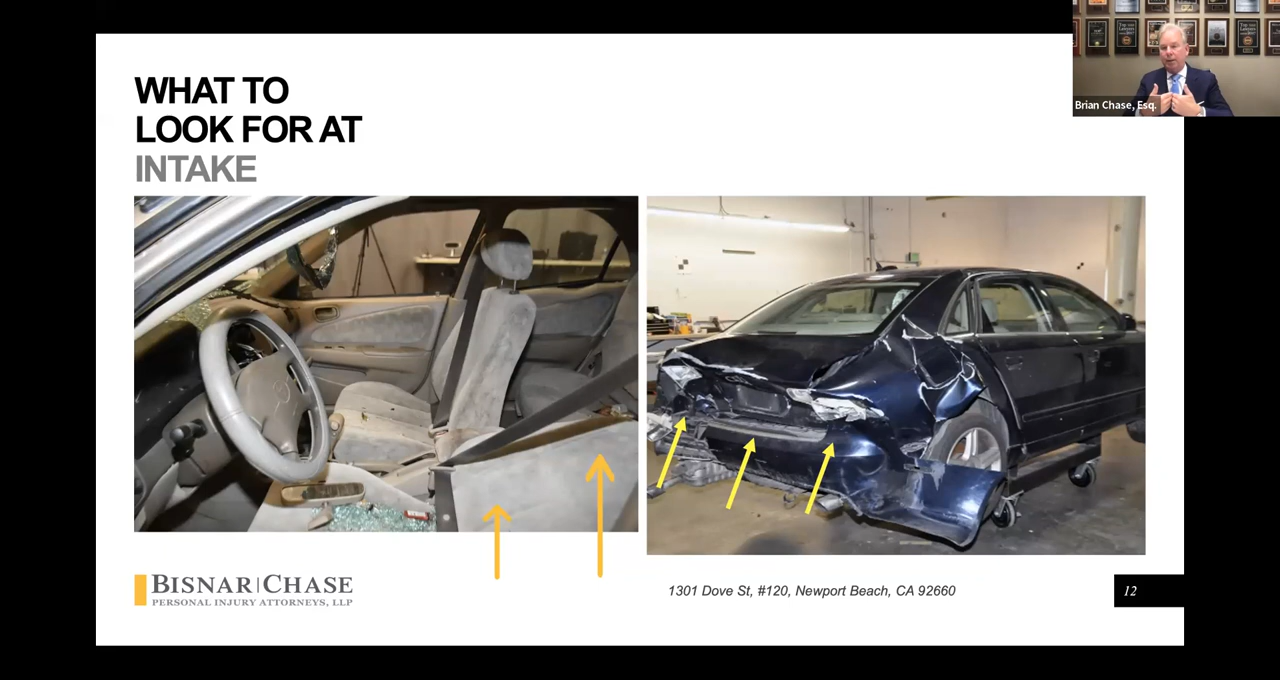 WHAT TO
LOOK FOR AT
INTAKE
Brian Chase, Esq.
BISNAR|CHASE
PERSONAL INJURY ATTORNEYS, LLP
1301 Dove St, #120, Newport Beach, CA 92660
12